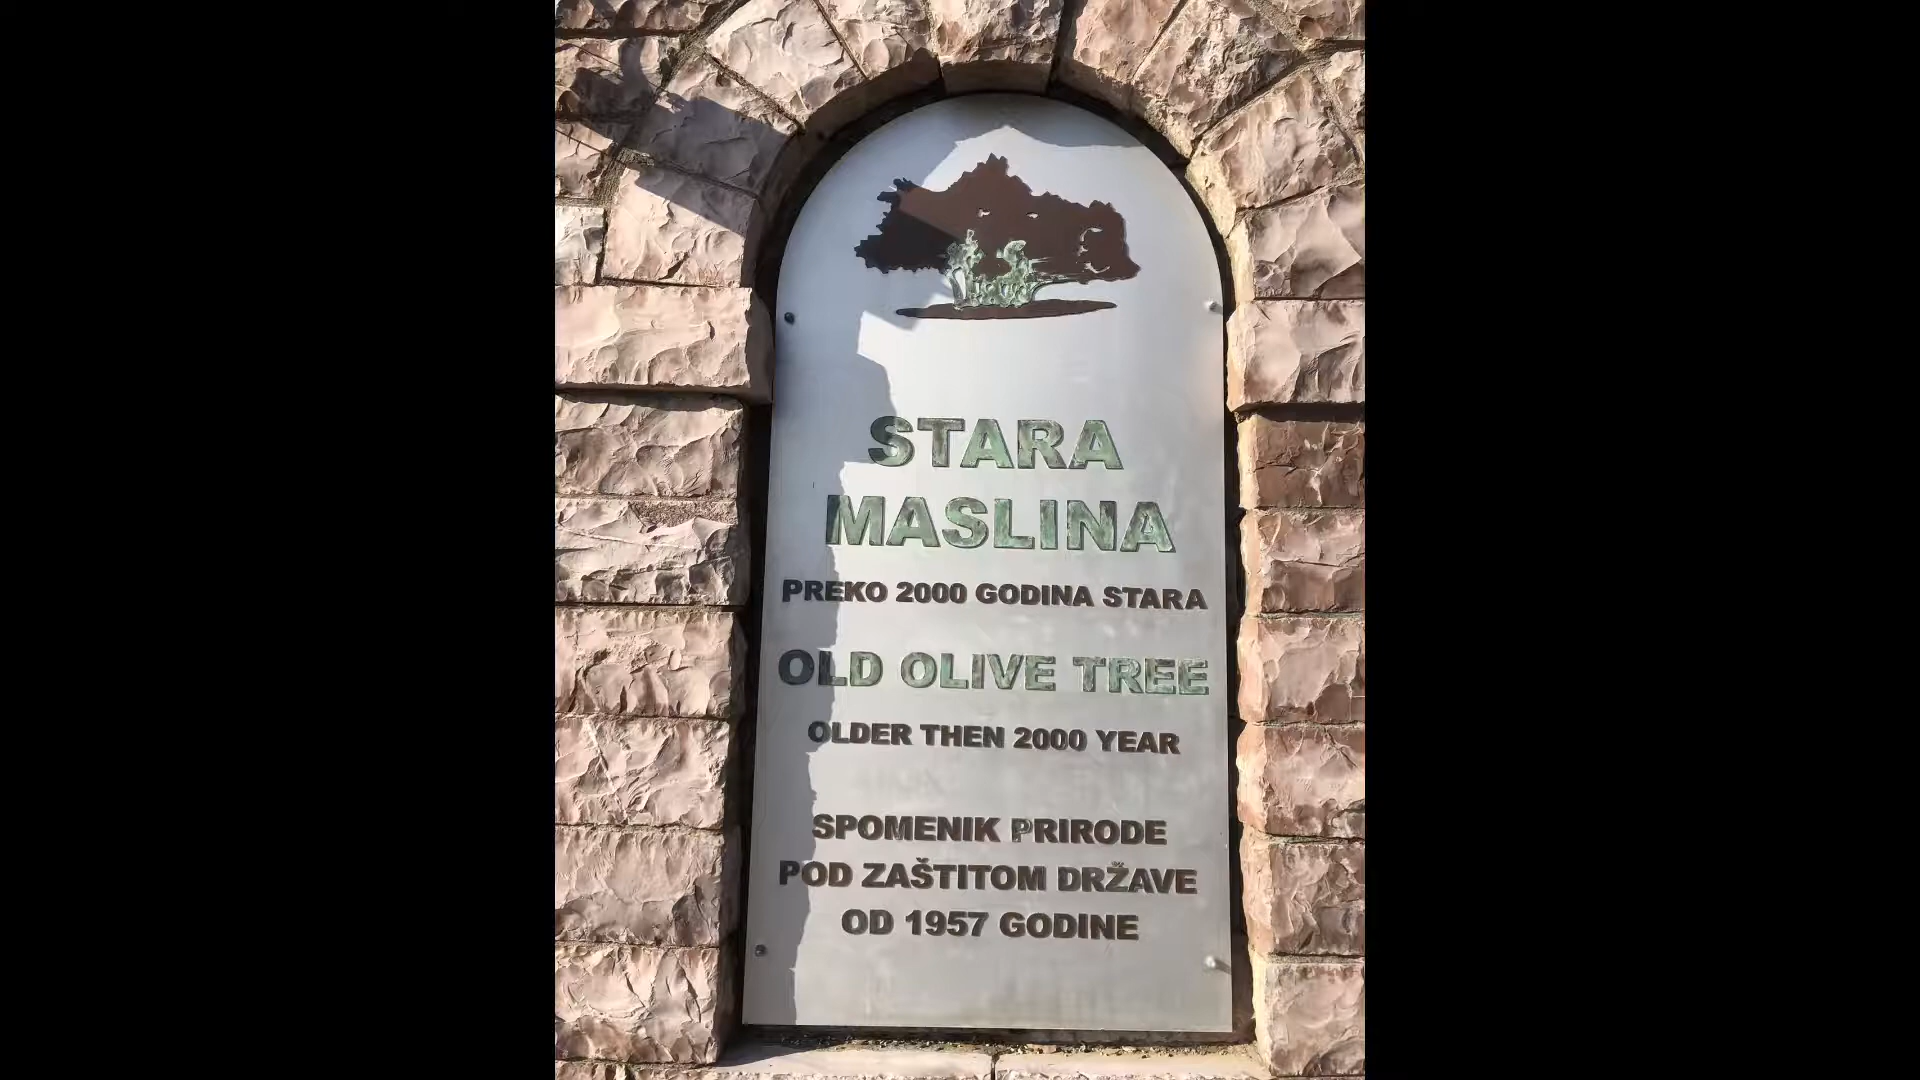 STARA
MASLINA
PREKO 2000 GODINA STARA
OLD OLIVE TREE
OLDER THEN 2000 YEAR
SPOMENIK PRIRODE
POD ZAŠTITOM DRŽAVE
OD 1957 GODINE